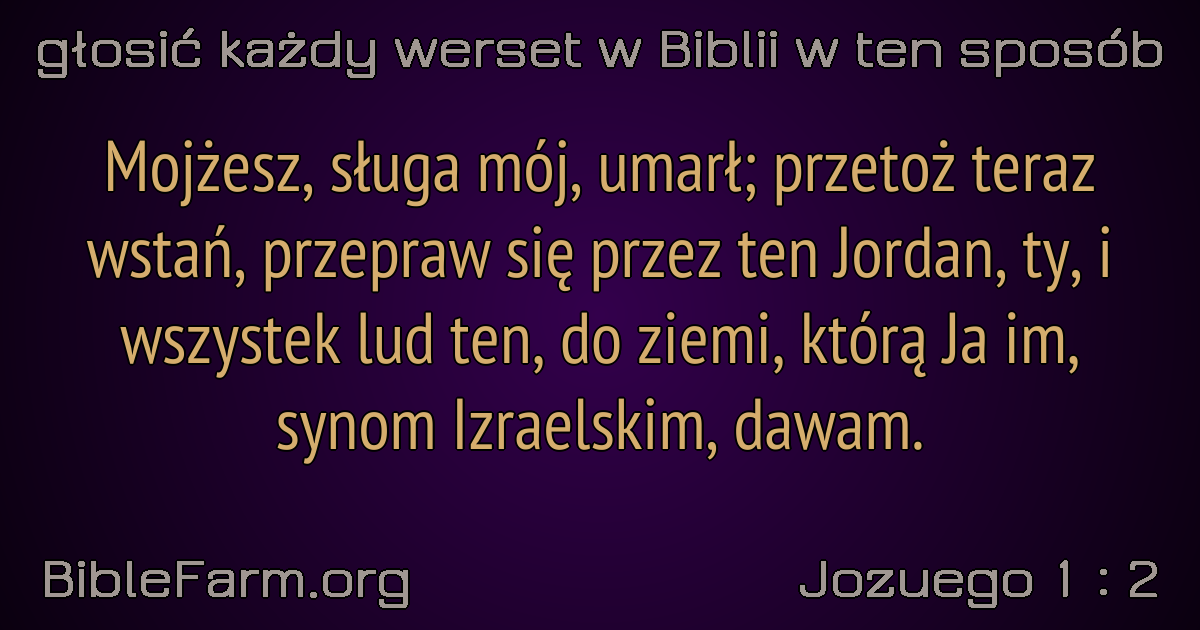 głosić każdy werset w Biblii w ten sposób
Mojżesz, sługa mój, umarł; przetoż teraz
wstań, przepraw się przez ten Jordan, ty, i
wszystek lud ten, do ziemi, którą Ja im,
synom Izraelskim, dawam.
BibleFarm.org
Jozuego 1 : 2